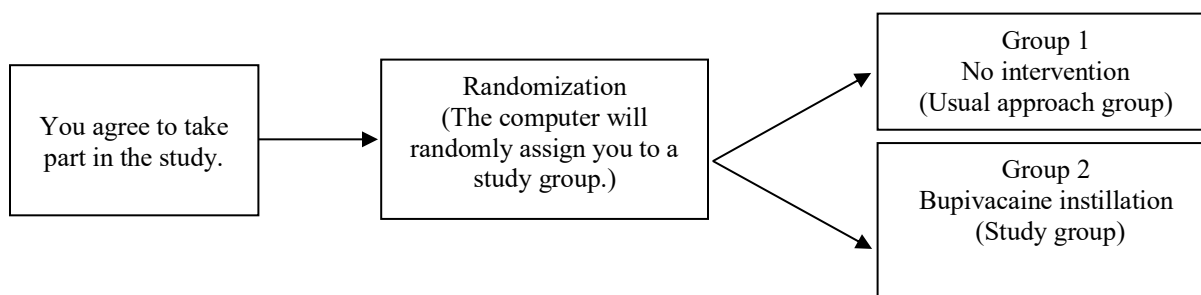 You agree to take
part in the study.
Randomization
(The computer will
randomly assign you to a
study group.)
Group 1
No intervention
(Usual approach group)
Group 2
Bupivacaine instillation
(Study group)